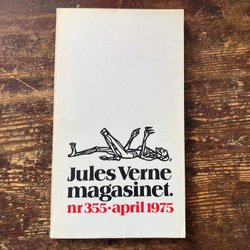 Jules Verne
magasinet.
nr 355 • april 1975